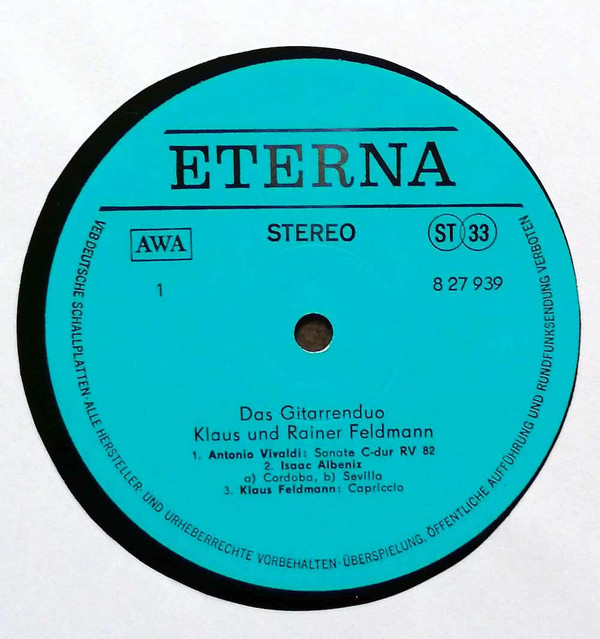 ETERNA
AWA
STEREO
ST 33
1
8 27 939
Das Gitarrenduo
Klaus und Rainer Feldmann
1. Antonio Vivaldi: Sonate C-dur RV 82
2. Isaac Albeniz
a) Cordoba, b) Sevilla
3. Klaus Feldmann: Capriccio
VEB DEUTSCHE SCHALLPLATTEN · ALLE HERSTELLER- UND URHEBERRECHTE VORBEHALTEN · ÜBERSPIELUNG, ÖFFENTLICHE AUFFÜHRUNG UND RUNDFUNKSENDUNG VERBOTEN